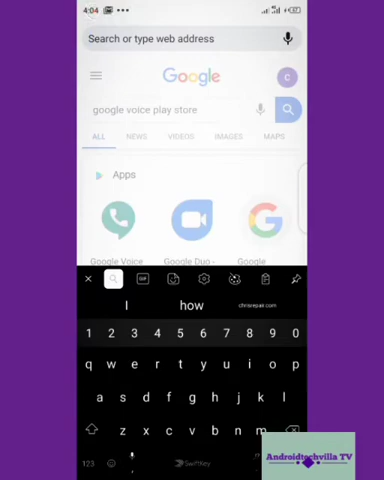 4:04
Search or type web address
Google
C
google voice play store
ALL NEWS VIDEOS IMAGES MAPS
Apps
Google Voice Google Duo - Google
GIF
I how chrisrepair.com
1 2 3 4 5 6 7 8 9 0
q w e r t y u i o p
a s d f g h j k l
z x c v b n m
123 SwiftKey
Androidtechvilla TV